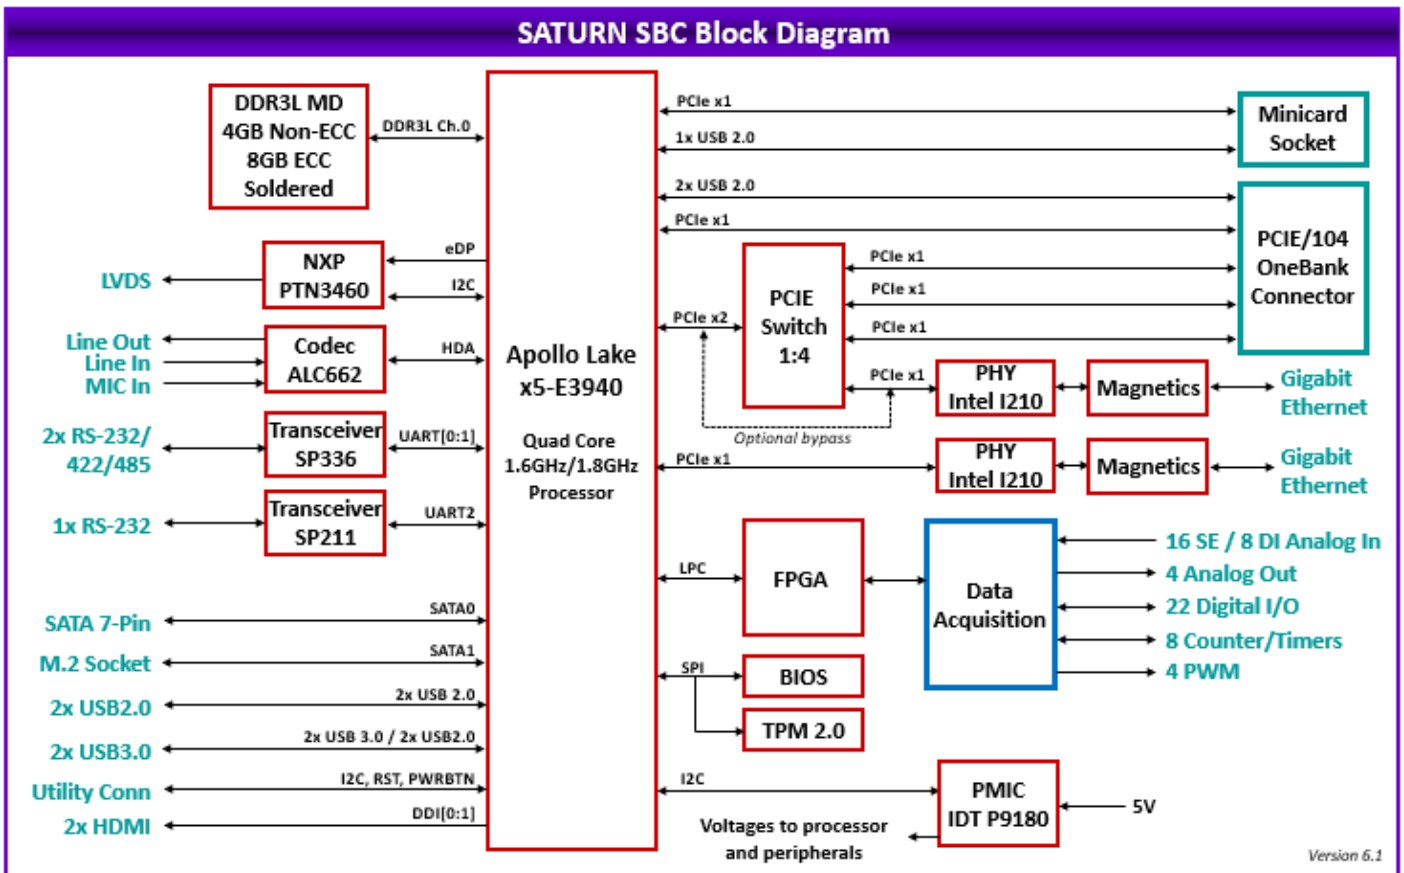 SATURN SBC Block Diagram
DDR3L MD
4GB Non-ECC
8GB ECC
Soldered
DDR3L Ch.0
NXP
PTN3460
eDP
I2C
LVDS
Codec
ALC662
HDA
Line Out
Line In
MIC In
Transceiver
SP336
UART[0:1]
2x RS-232/
422/485
Transceiver
SP211
UART2
1x RS-232
SATA 7-Pin
SATA0
M.2 Socket
SATA1
2x USB2.0
2x USB 2.0
2x USB3.0
2x USB 3.0 / 2x USB2.0
Utility Conn
I2C, RST, PWRBTN
2x HDMI
DDI[0:1]
Apollo Lake
x5-E3940
Quad Core
1.6GHz/1.8GHz
Processor
PCIe x1
1x USB 2.0
Minicard
Socket
2x USB 2.0
PCIe x1
PCIE/104
OneBank
Connector
PCIe x2
PCIE
Switch
1:4
PCIe x1
PCIe x1
PCIe x1
PCIe x1
Optional bypass
PHY
Intel I210
Magnetics
Gigabit
Ethernet
PCIe x1
PHY
Intel I210
Magnetics
Gigabit
Ethernet
LPC
FPGA
Data
Acquisition
16 SE / 8 DI Analog In
4 Analog Out
22 Digital I/O
8 Counter/Timers
4 PWM
SPI
BIOS
TPM 2.0
I2C
PMIC
IDT P9180
5V
Voltages to processor
and peripherals
Version 6.1